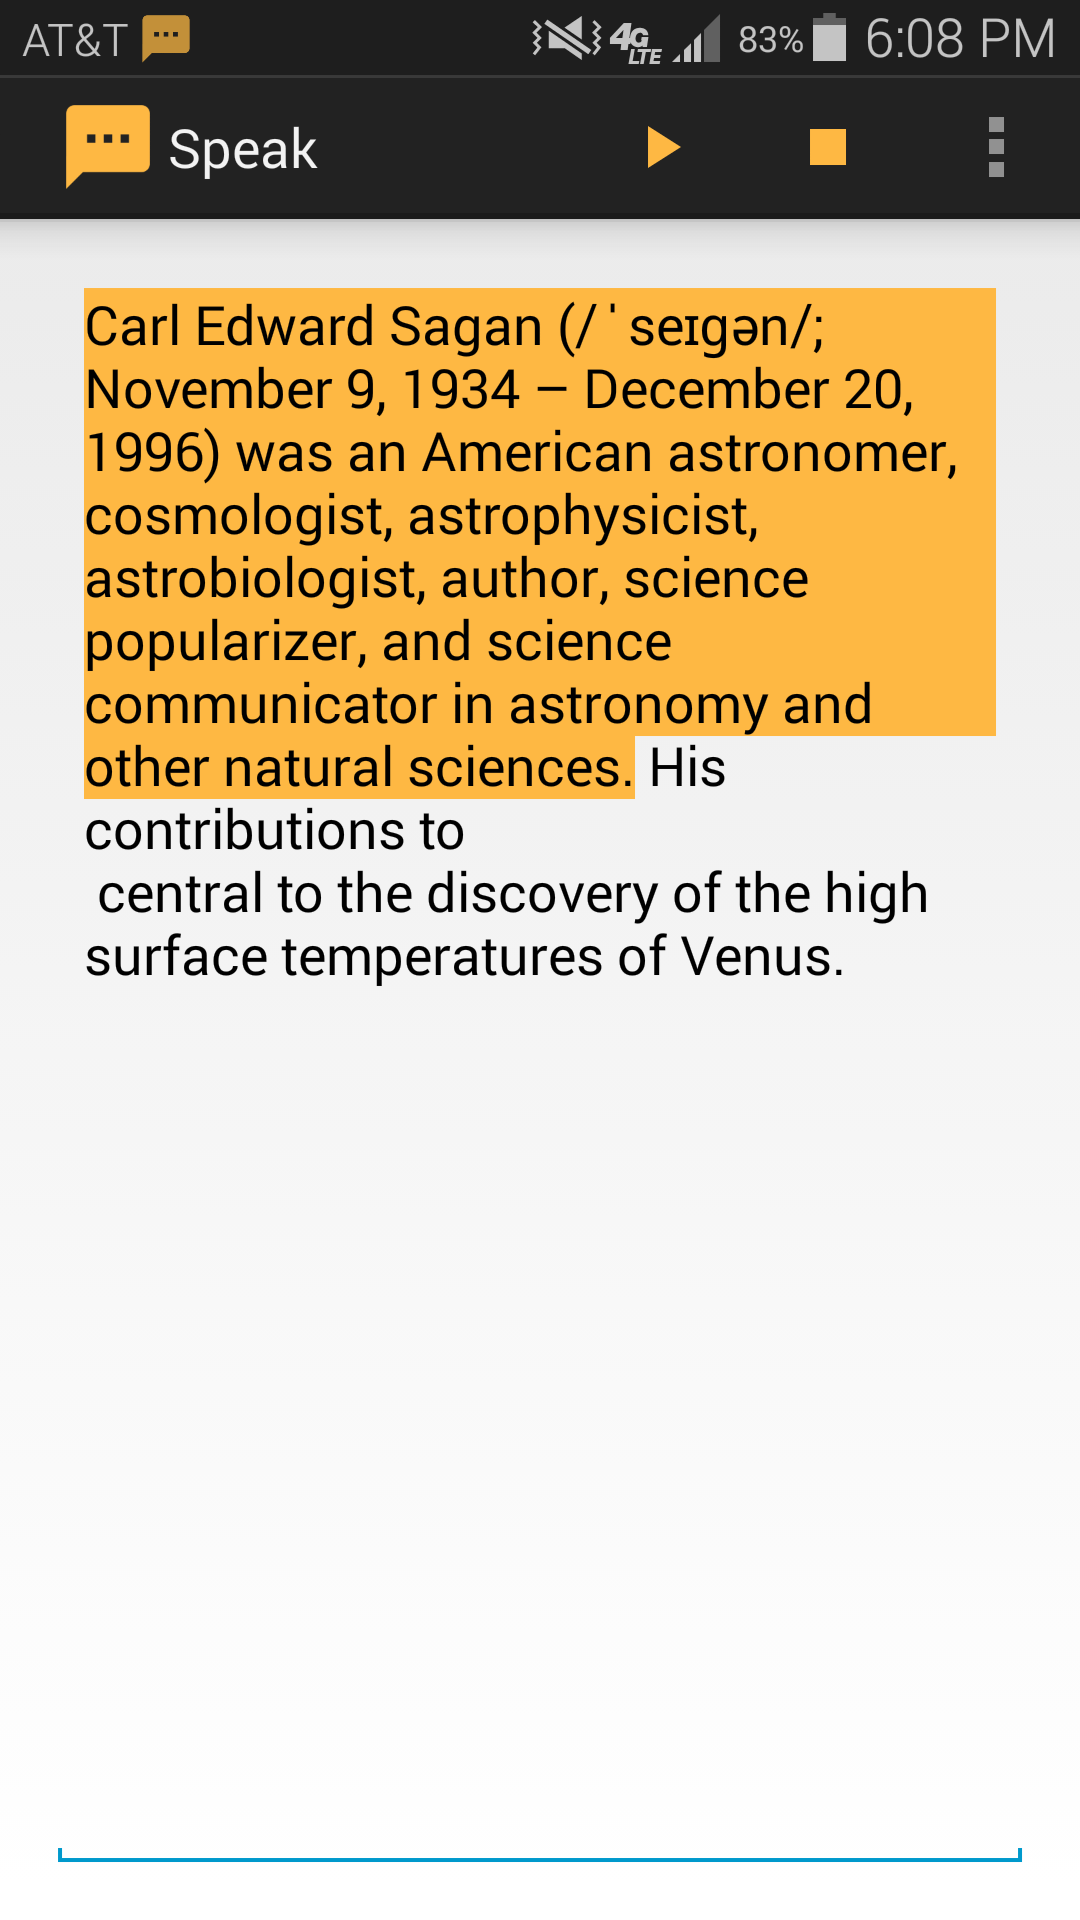 AT&T
4G LTE 83% 6:08 PM
Speak
Carl Edward Sagan (/ˈseɪgən/;
November 9, 1934 – December 20,
1996) was an American astronomer,
cosmologist, astrophysicist,
astrobiologist, author, science
popularizer, and science
communicator in astronomy and
other natural sciences. His
contributions to
central to the discovery of the high
surface temperatures of Venus.